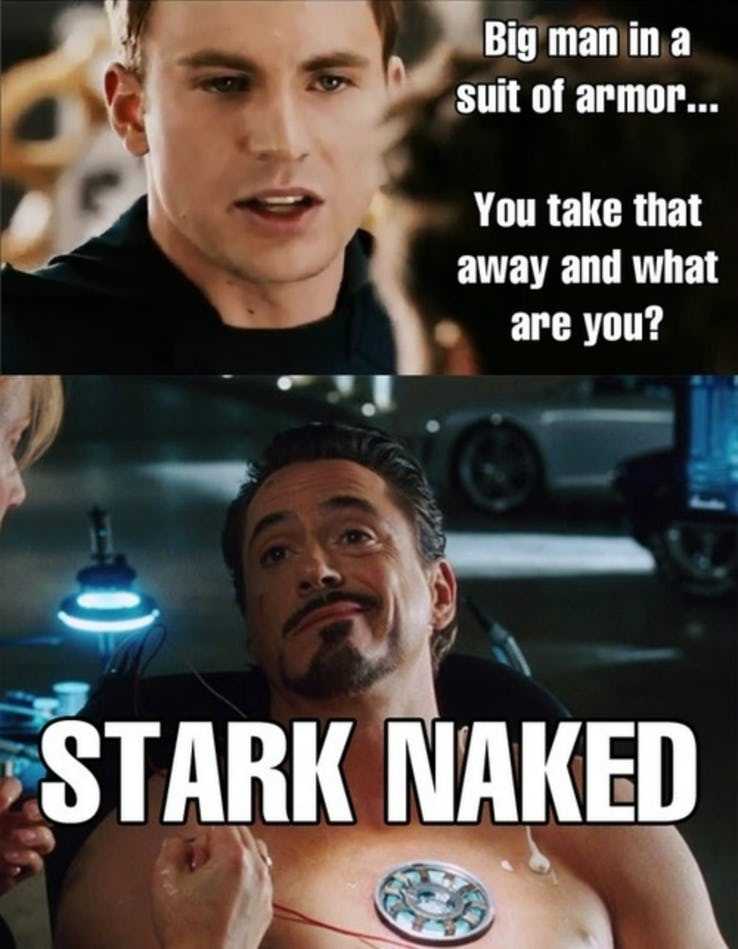 Big man in a
suit of armor...
You take that
away and what
are you?
STARK NAKED